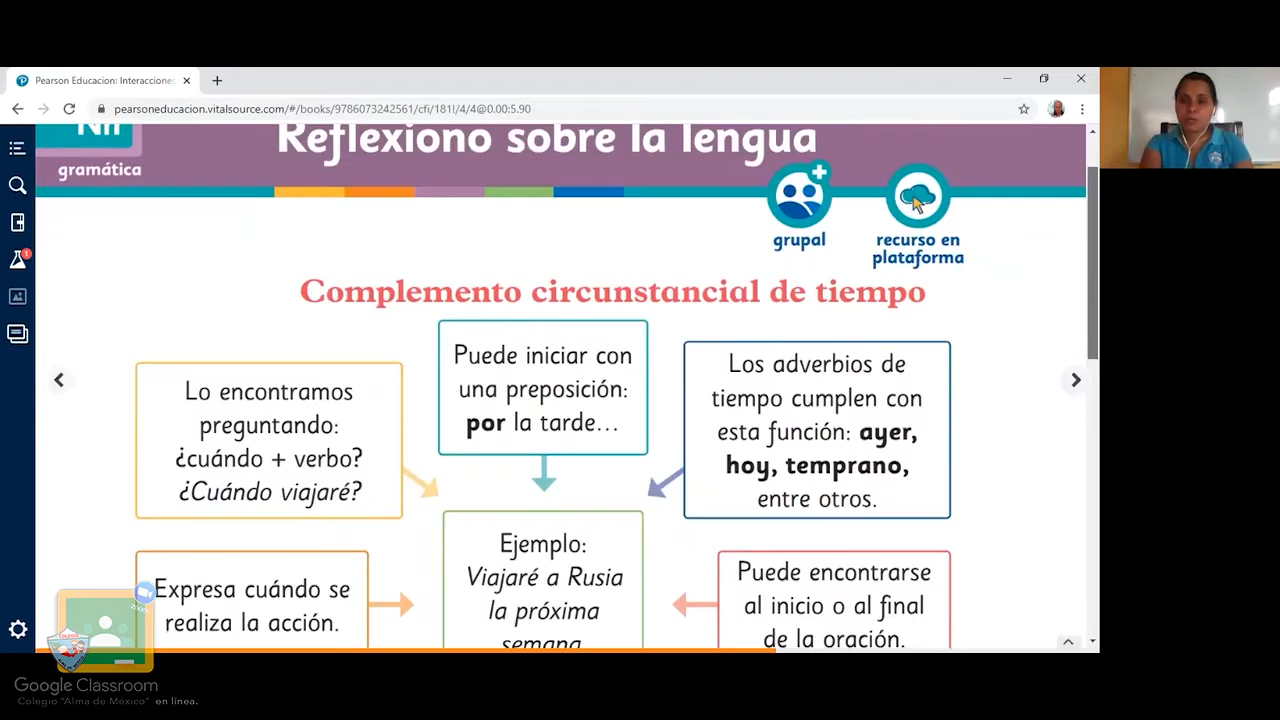 Pearson Educacion: Interacciones
pearsoneducacion.vitalsource.com/#/books/9786073242561/cfi/181!/4/4@0.00:5.90
gramática
Reflexiono sobre la lengua
grupal
recurso en
plataforma
Complemento circunstancial de tiempo
Lo encontramos
preguntando:
¿cuándo + verbo?
¿Cuándo viajaré?
Puede iniciar con
una preposición:
por la tarde...
Los adverbios de
tiempo cumplen con
esta función: ayer,
hoy, temprano,
entre otros.
Expresa cuándo se
realiza la acción.
Ejemplo:
Viajaré a Rusia
la próxima
semana
Puede encontrarse
al inicio o al final
de la oración.
zoom
COLEGIO
Google Classroom
Colegio "Alma de México" en línea.